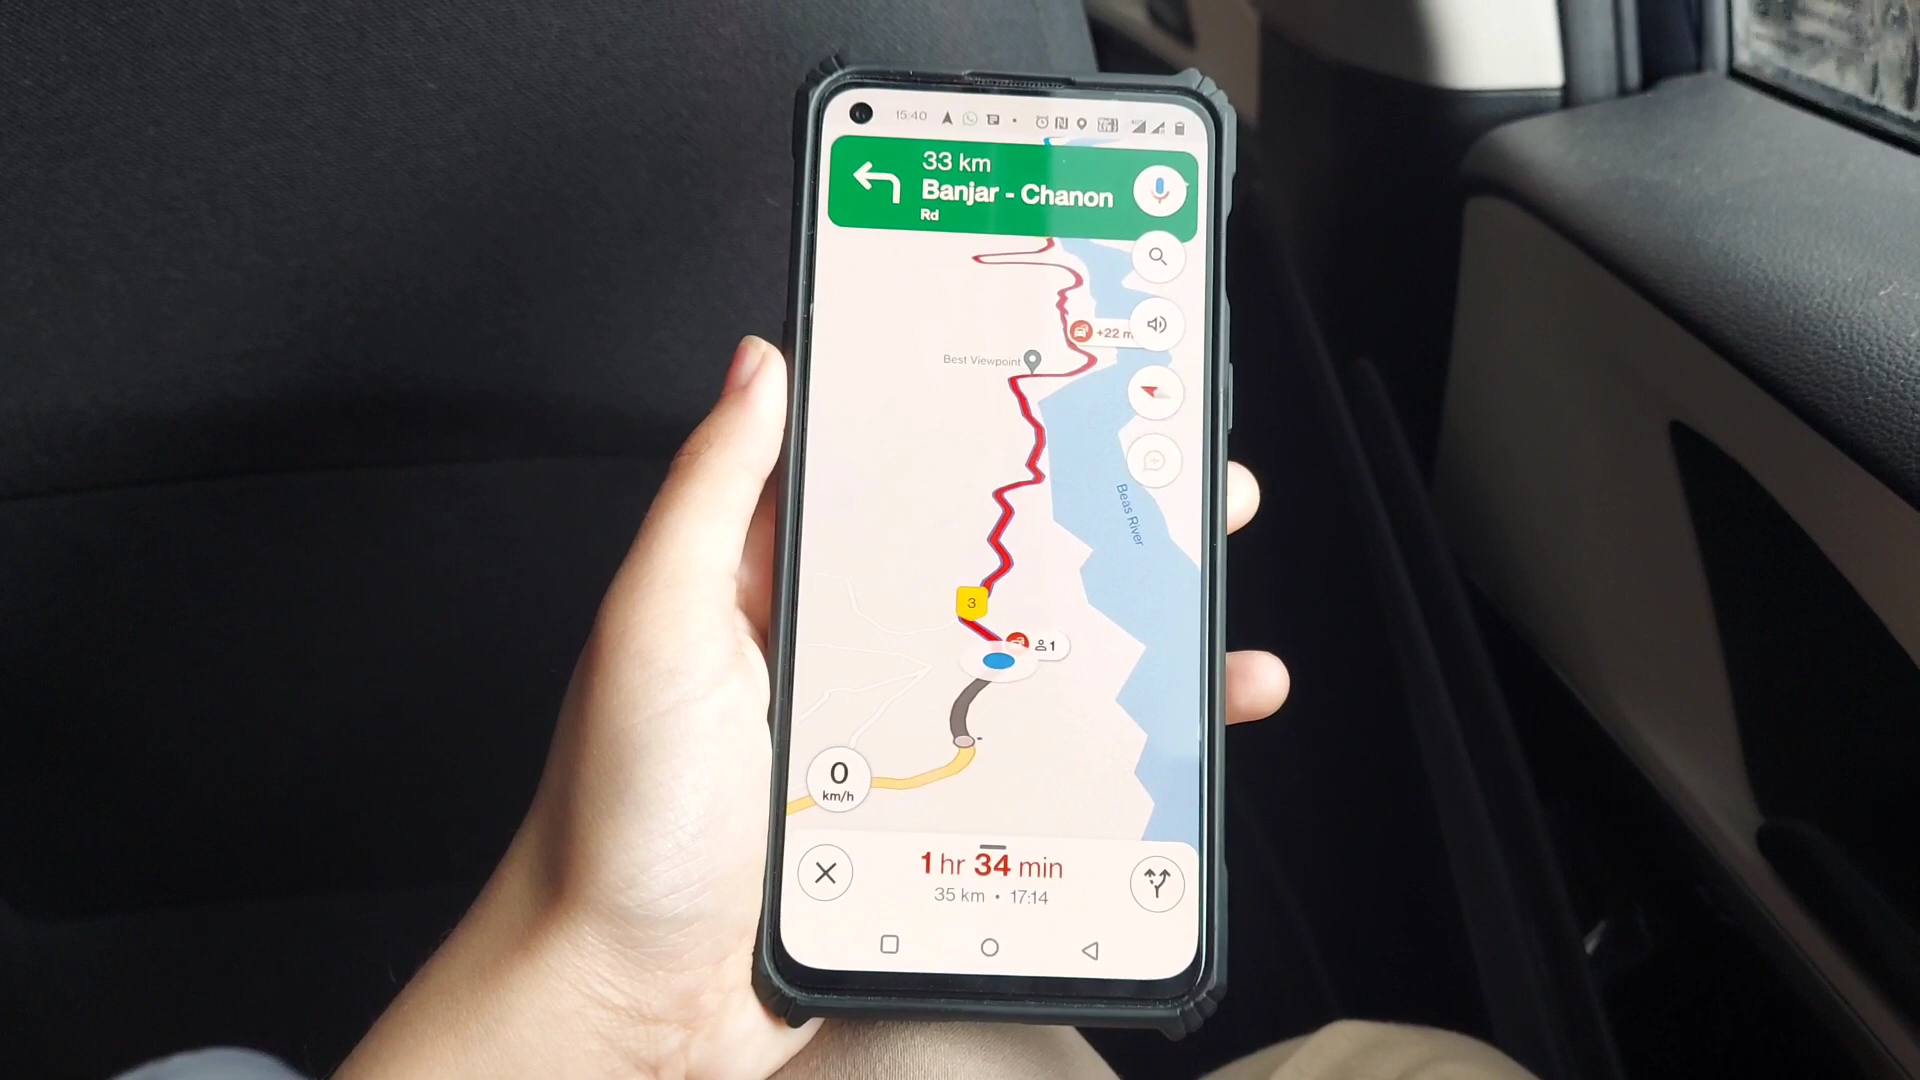 15:40
33 km
Banjar - Chanon
Rd
+22 m
Best Viewpoint
Beas River
3
1
0
km/h
1 hr 34 min
35 km • 17:14